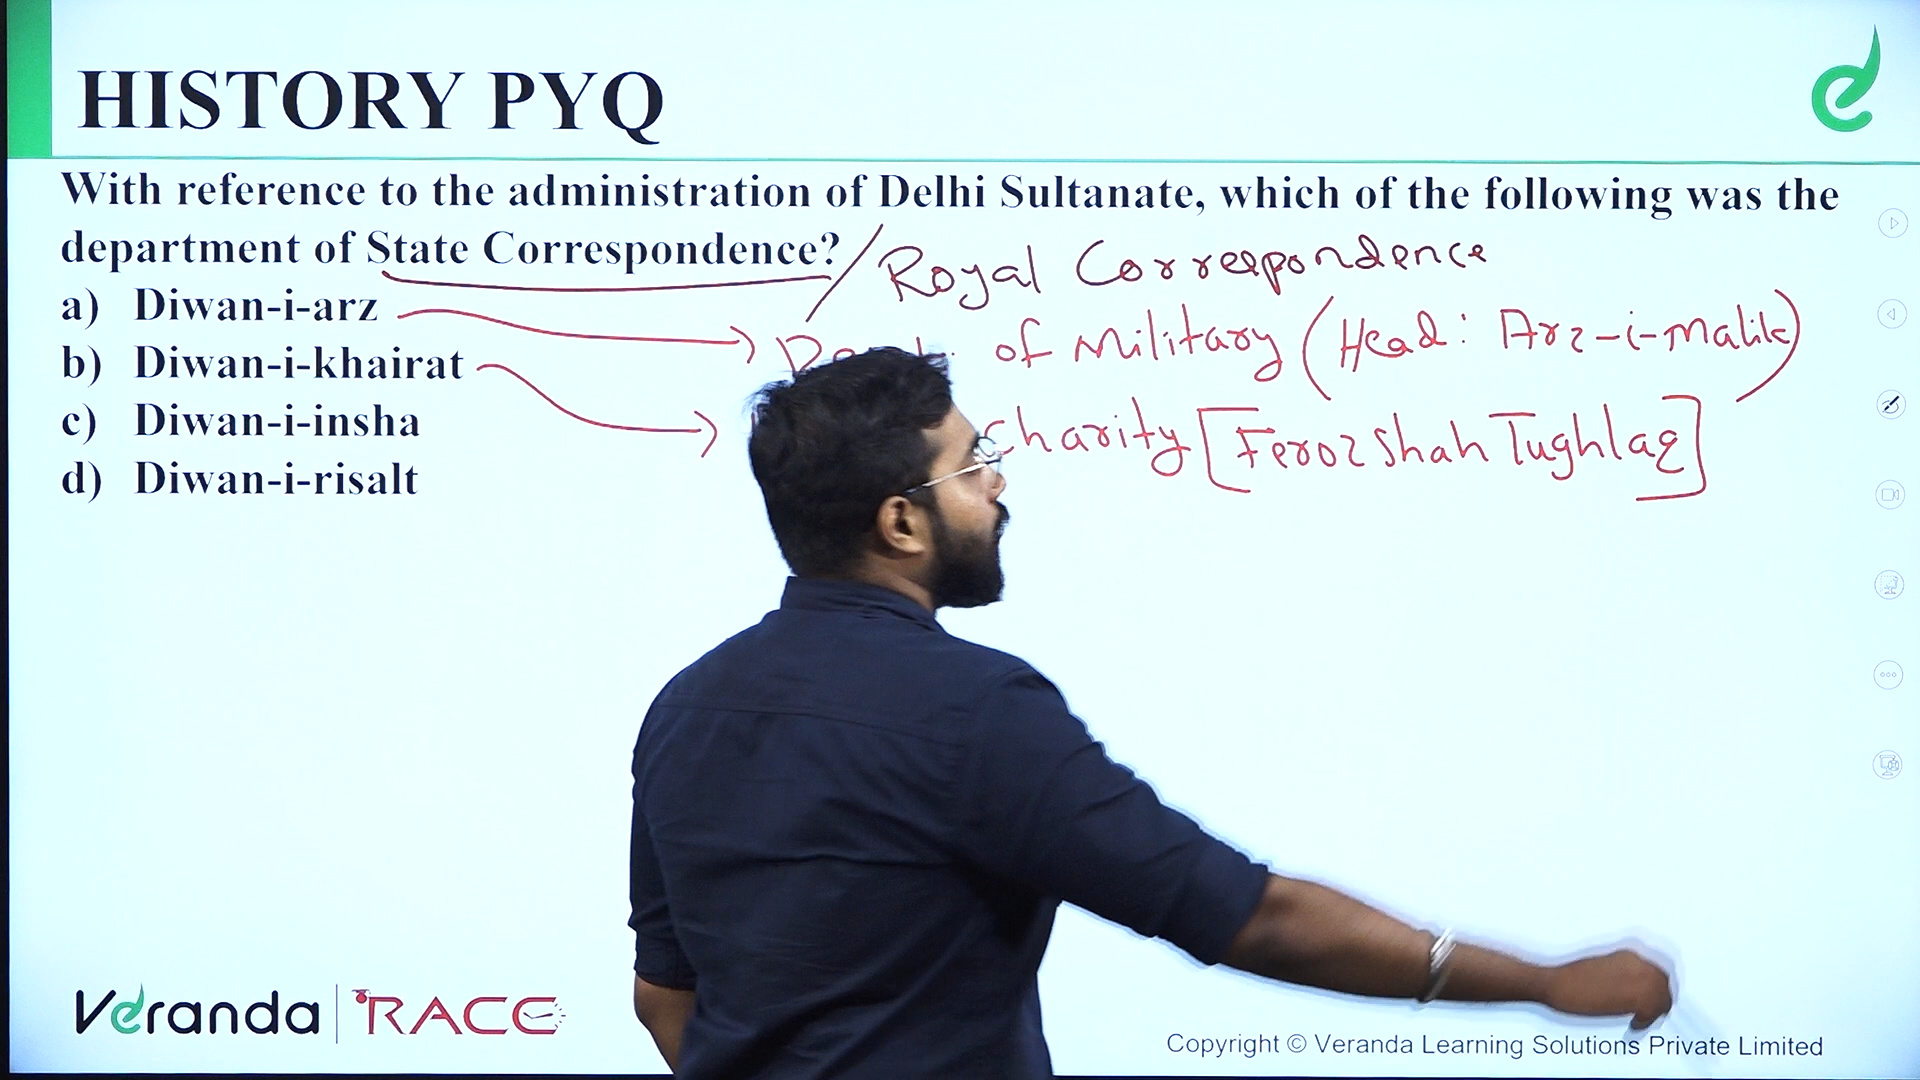 HISTORY PYQ
With reference to the administration of Delhi Sultanate, which of the following was the
department of State Correspondence? / Royal Correspondence
a) Diwan-i-arz of Military (Head: Arz-i-Malik)
b) Diwan-i-khairat Charity [Feroz Shah Tughlaq]
c) Diwan-i-insha
d) Diwan-i-risalt
Veranda RACE
Copyright © Veranda Learning Solutions Private Limited